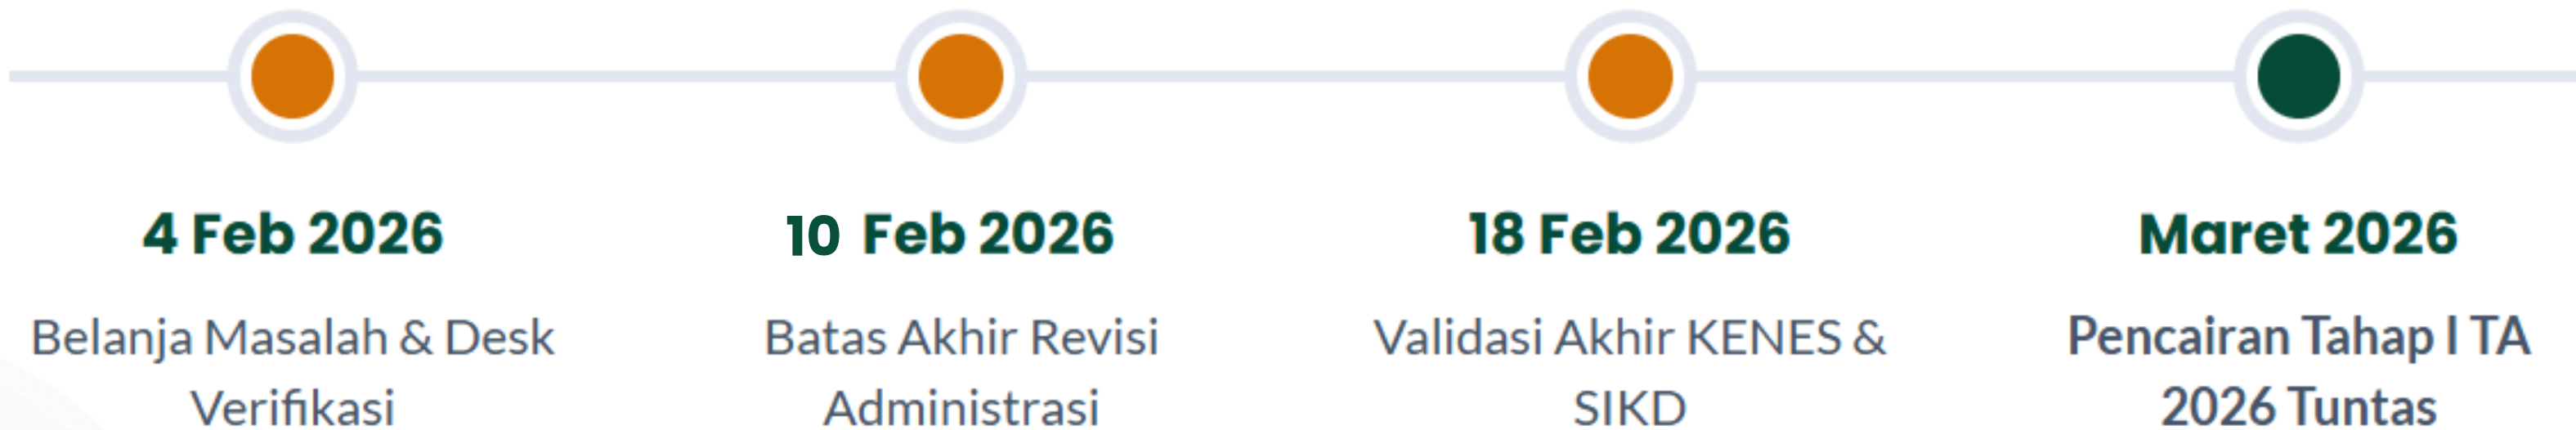 4 Feb 2026
Belanja Masalah & Desk
Verifikasi
10 Feb 2026
Batas Akhir Revisi
Administrasi
18 Feb 2026
Validasi Akhir KENES &
SIKD
Maret 2026
Pencairan Tahap I TA
2026 Tuntas